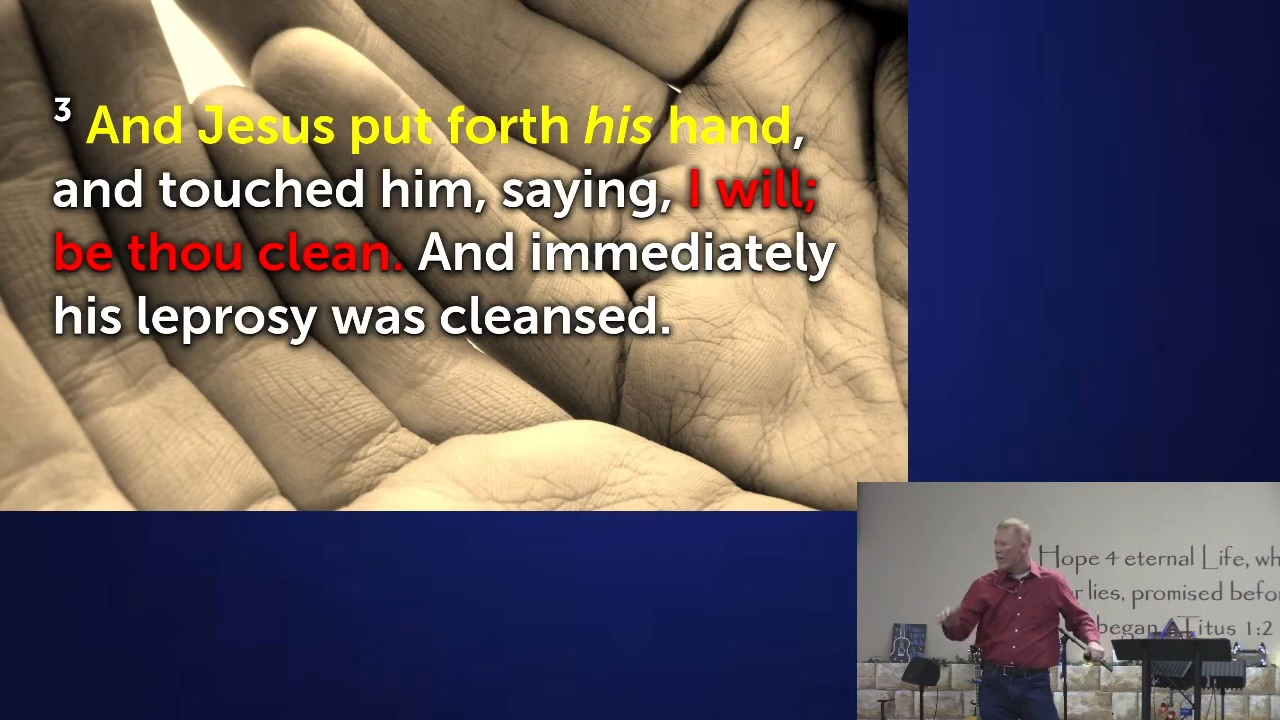 3 And Jesus put forth his hand,
and touched him, saying, I will;
be thou clean. And immediately
his leprosy was cleansed.
Hope 4 eternal Life, wh
r lies, promised befor
began Titus 1:2